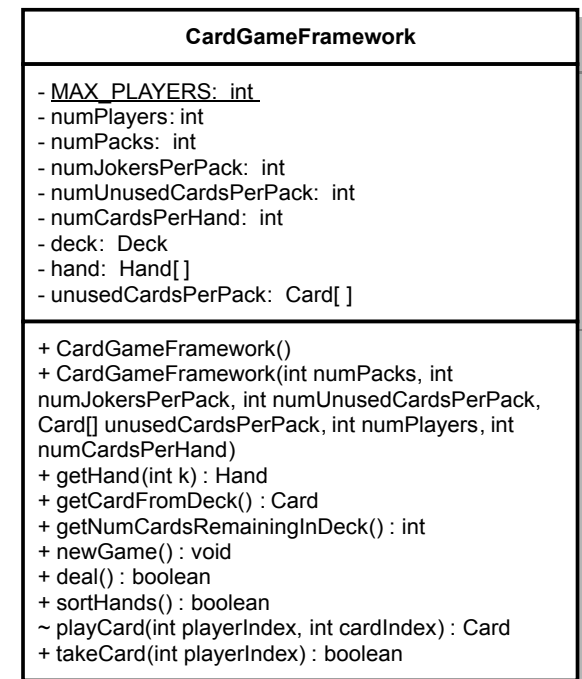 CardGameFramework
- MAX_PLAYERS: int
- numPlayers: int
- numPacks: int
- numJokersPerPack: int
- numUnusedCardsPerPack: int
- numCardsPerHand: int
- deck: Deck
- hand: Hand[ ]
- unusedCardsPerPack: Card[ ]
+ CardGameFramework()
+ CardGameFramework(int numPacks, int
numJokersPerPack, int numUnusedCardsPerPack,
Card[] unusedCardsPerPack, int numPlayers, int
numCardsPerHand)
+ getHand(int k) : Hand
+ getCardFromDeck() : Card
+ getNumCardsRemainingInDeck() : int
+ newGame() : void
+ deal() : boolean
+ sortHands() : boolean
~ playCard(int playerIndex, int cardIndex) : Card
+ takeCard(int playerIndex) : boolean